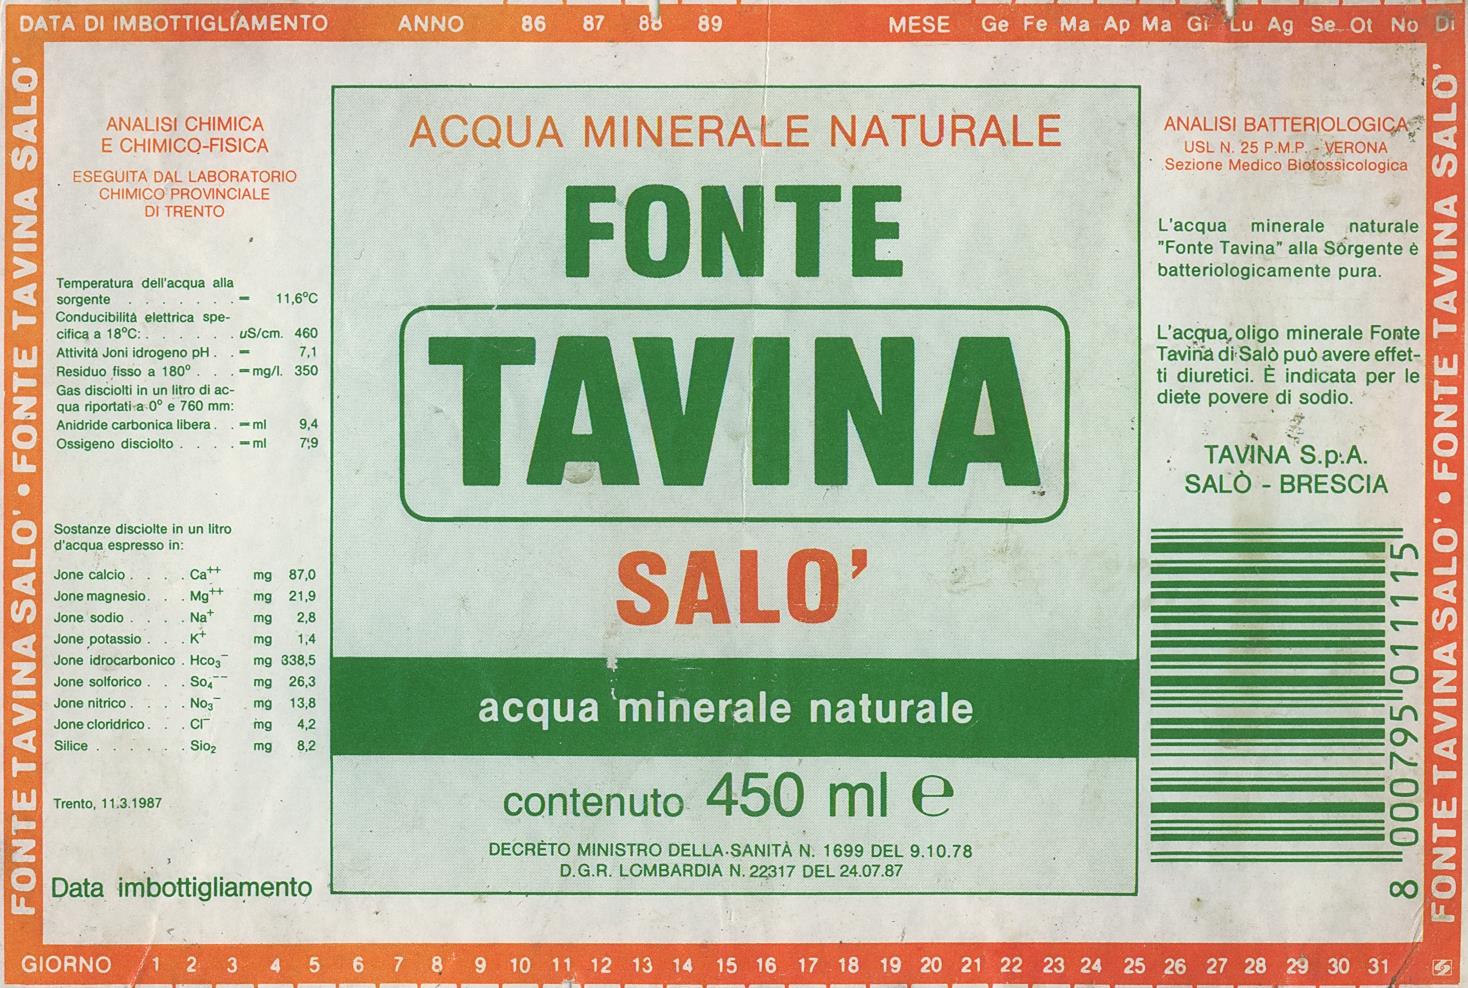 DATA DI IMBOTTIGLIAMENTO ANNO 86 87 88 89 MESE Ge Fe Ma Ap Ma Gi Lu Ag Se Ot No Di
FONTE TAVINA SALO' • FONTE TAVINA SALO'
ANALISI CHIMICA
E CHIMICO-FISICA
ESEGUITA DAL LABORATORIO
CHIMICO PROVINCIALE
DI TRENTO
Temperatura dell'acqua alla
sorgente . . . . . . . = 11,6°C
Conducibilità elettrica spe-
cifica a 18°C: . . . . . . uS/cm. 460
Attività Joni idrogeno pH . . = 7,1
Residuo fisso a 180° . . . = mg/l. 350
Gas disciolti in un litro di ac-
qua riportati a 0° e 760 mm:
Anidride carbonica libera . . = ml 9,4
Ossigeno disciolto . . . . = ml 7,9
Sostanze disciolte in un litro
d'acqua espresso in:
Jone calcio . . . . Ca++ mg 87,0
Jone magnesio . . . Mg++ mg 21,9
Jone sodio . . . . Na+ mg 2,8
Jone potassio . . . K+ mg 1,4
Jone idrocarbonico . Hco3- mg 338,5
Jone solforico . . . So4-- mg 26,3
Jone nitrico . . . . No3- mg 13,8
Jone cloridrico . . . Cl- mg 4,2
Silice . . . . . . . Sio2 mg 8,2
Trento, 11.3.1987
Data imbottigliamento
ACQUA MINERALE NATURALE
FONTE
TAVINA
SALO'
acqua minerale naturale
contenuto 450 ml e
DECRÈTO MINISTRO DELLA SANITÀ N. 1699 DEL 9.10.78
D.G.R. LOMBARDIA N. 22317 DEL 24.07.87
ANALISI BATTERIOLOGICA
USL N. 25 P.M.P. - VERONA
Sezione Medico Biotossicologica
L'acqua minerale naturale
"Fonte Tavina" alla Sorgente è
batteriologicamente pura.
L'acqua oligo minerale Fonte
Tavina di Salò può avere effet-
ti diuretici. È indicata per le
diete povere di sodio.
TAVINA S.p.A.
SALÒ - BRESCIA
8 000795 011115
FONTE TAVINA SALO' • FONTE TAVINA SALO'
GIORNO 1 2 3 4 5 6 7 8 9 10 11 12 13 14 15 16 17 18 19 20 21 22 23 24 25 26 27 28 29 30 31